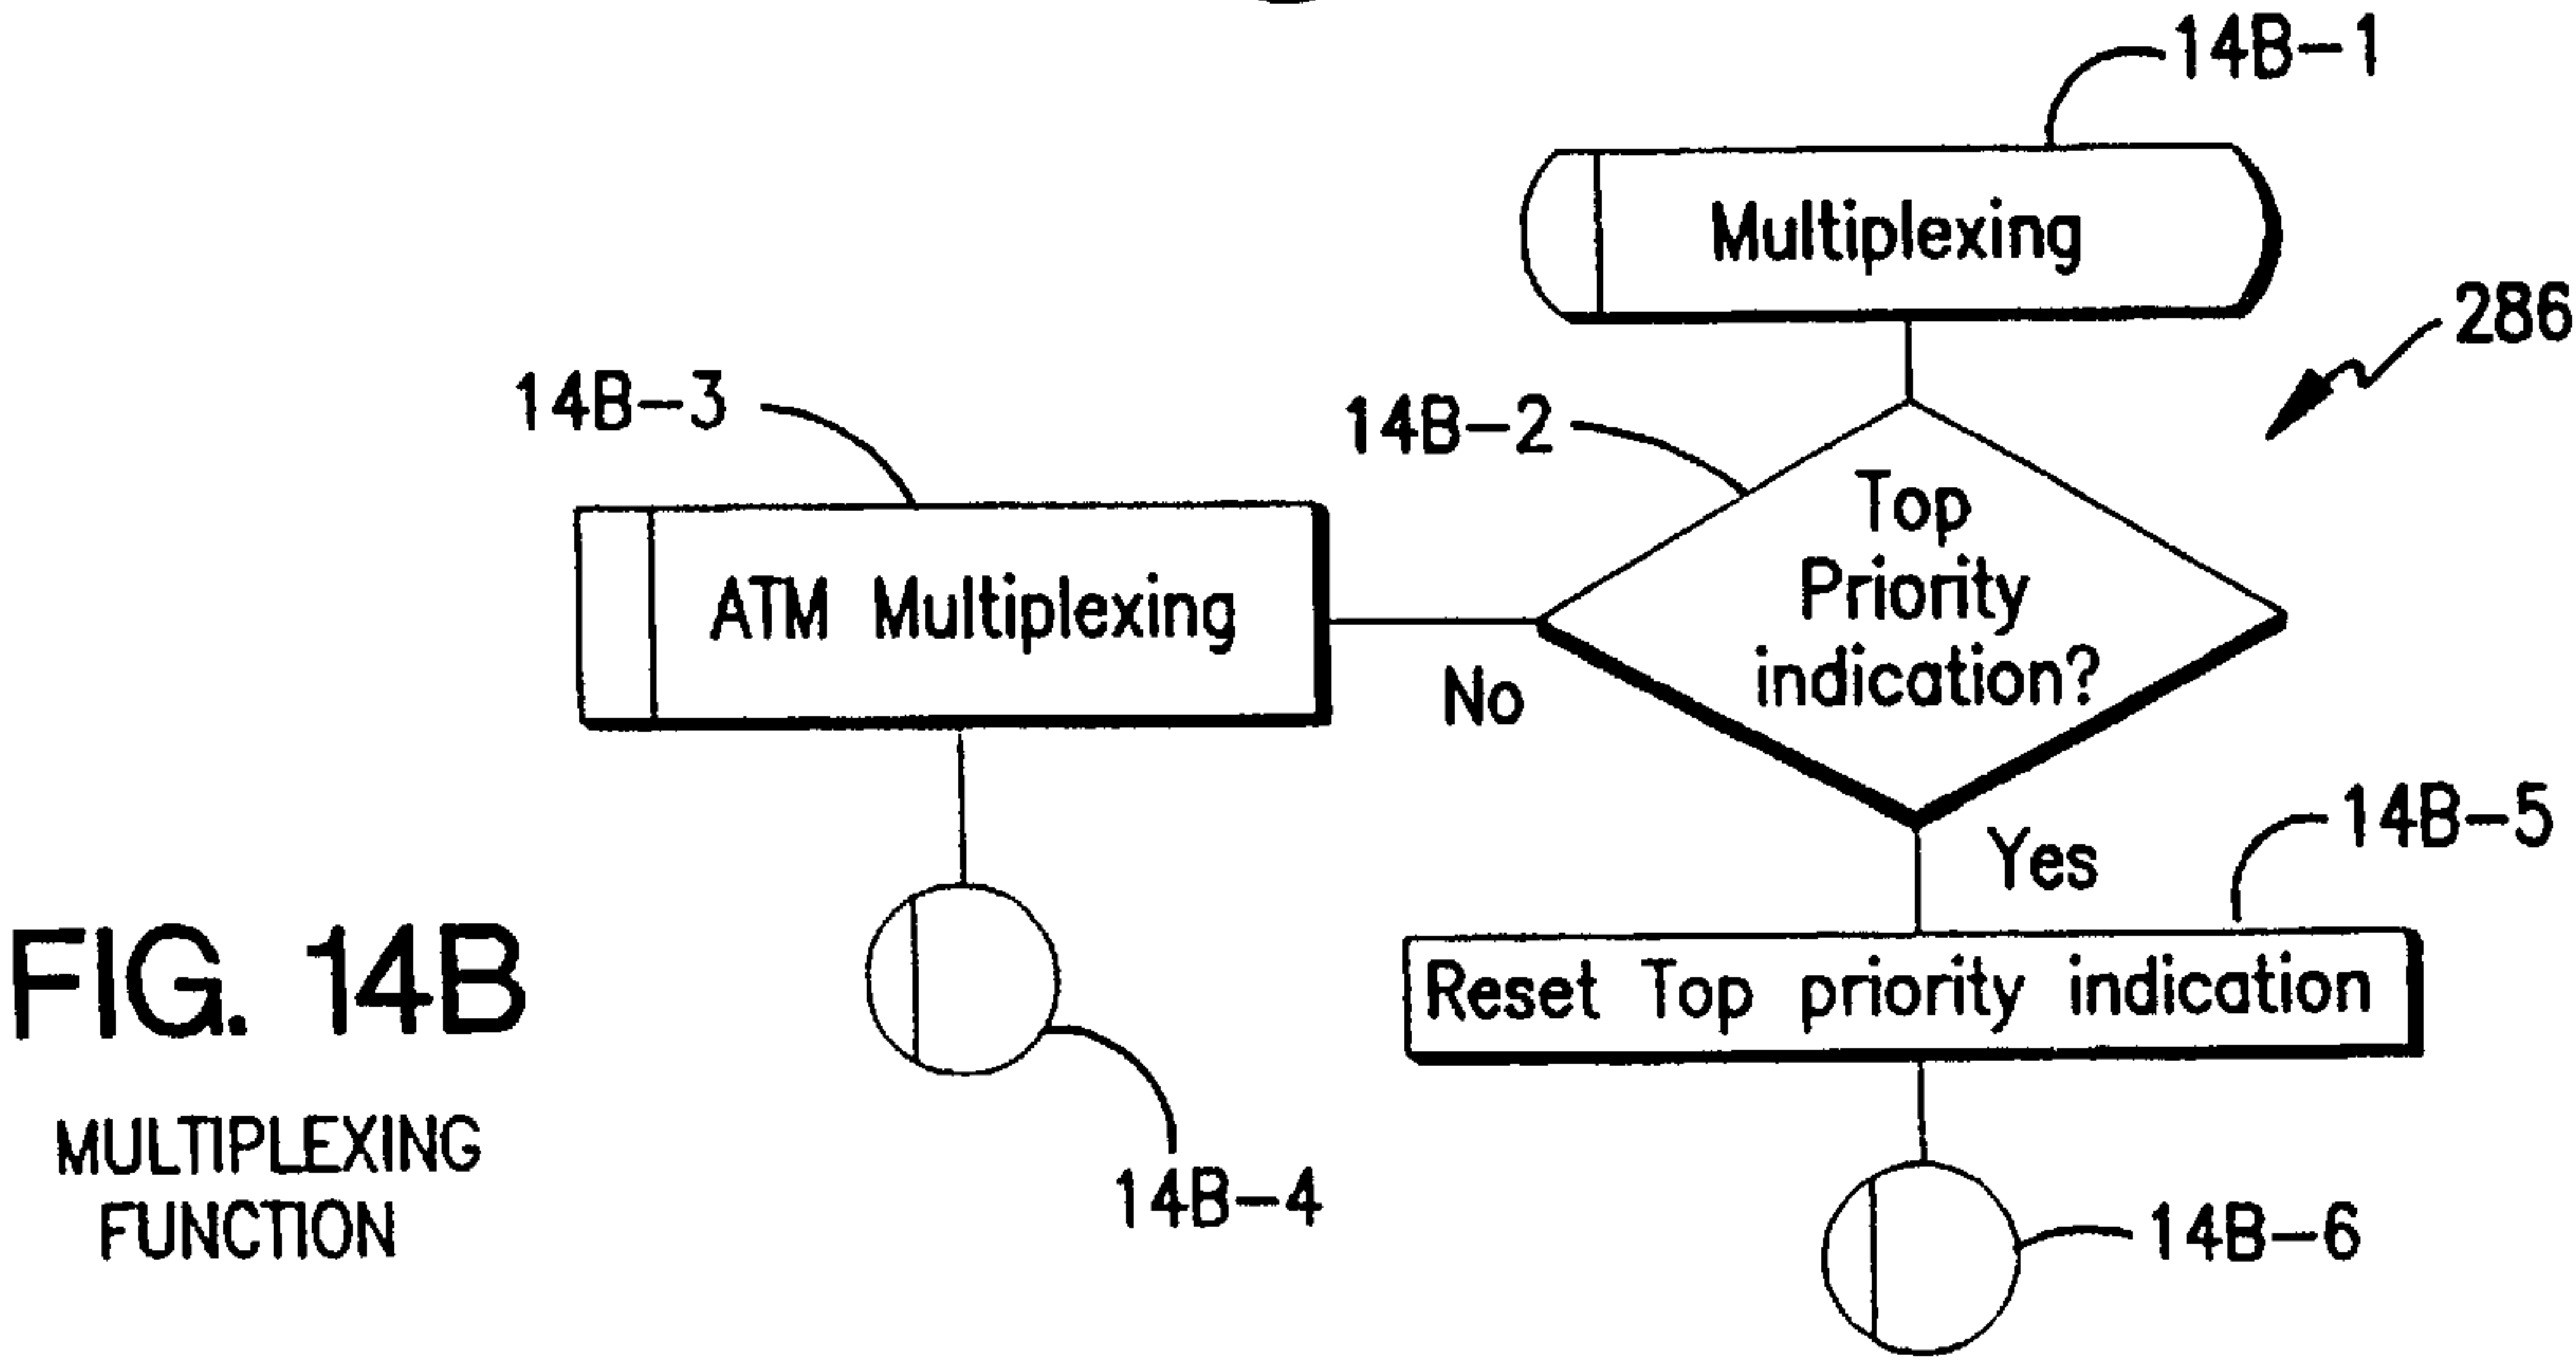 14B-1
Multiplexing
286
14B-3
14B-2
Top
Priority
indication?
ATM Multiplexing
No
Yes
14B-5
Reset Top priority indication
14B-4
14B-6
FIG. 14B
MULTIPLEXING
FUNCTION